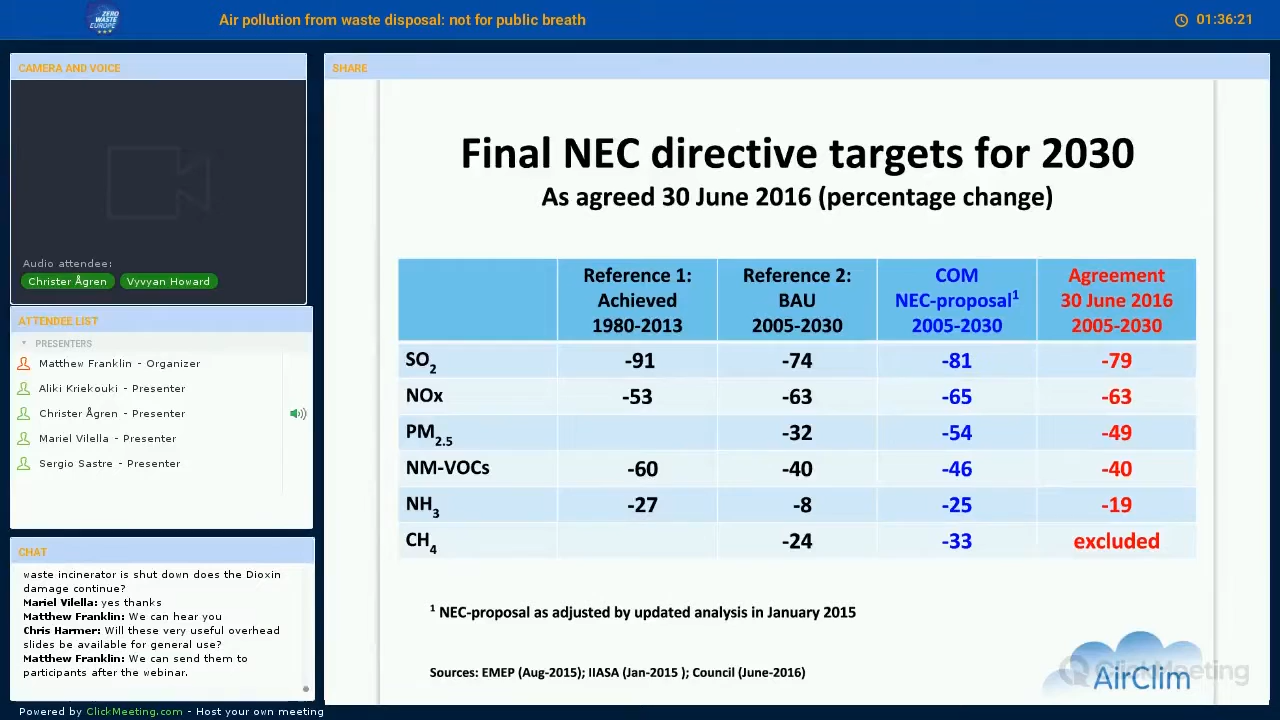 ZERO WASTE EUROPE
Air pollution from waste disposal: not for public breath
01:36:21
CAMERA AND VOICE
Audio attendee:
Christer Ågren Vyvyan Howard
ATTENDEE LIST
PRESENTERS
Matthew Franklin - Organizer
Aliki Kriekouki - Presenter
Christer Ågren - Presenter
Mariel Vilella - Presenter
Sergio Sastre - Presenter
CHAT
waste incinerator is shut down does the Dioxin
damage continue?
Mariel Vilella: yes thanks
Matthew Franklin: We can hear you
Chris Harmer: Will these very useful overhead
slides be available for general use?
Matthew Franklin: We can send them to
participants after the webinar.
Powered by ClickMeeting.com - Host your own meeting
SHARE
Final NEC directive targets for 2030
As agreed 30 June 2016 (percentage change)
Reference 1: Achieved 1980-2013 Reference 2: BAU 2005-2030 COM NEC-proposal¹ 2005-2030 Agreement 30 June 2016 2005-2030
SO₂ -91 -74 -81 -79
NOx -53 -63 -65 -63
PM₂.₅ -32 -54 -49
NM-VOCs -60 -40 -46 -40
NH₃ -27 -8 -25 -19
CH₄ -24 -33 excluded
¹ NEC-proposal as adjusted by updated analysis in January 2015
Sources: EMEP (Aug-2015); IIASA (Jan-2015 ); Council (June-2016)
AirClim
ClickMeeting